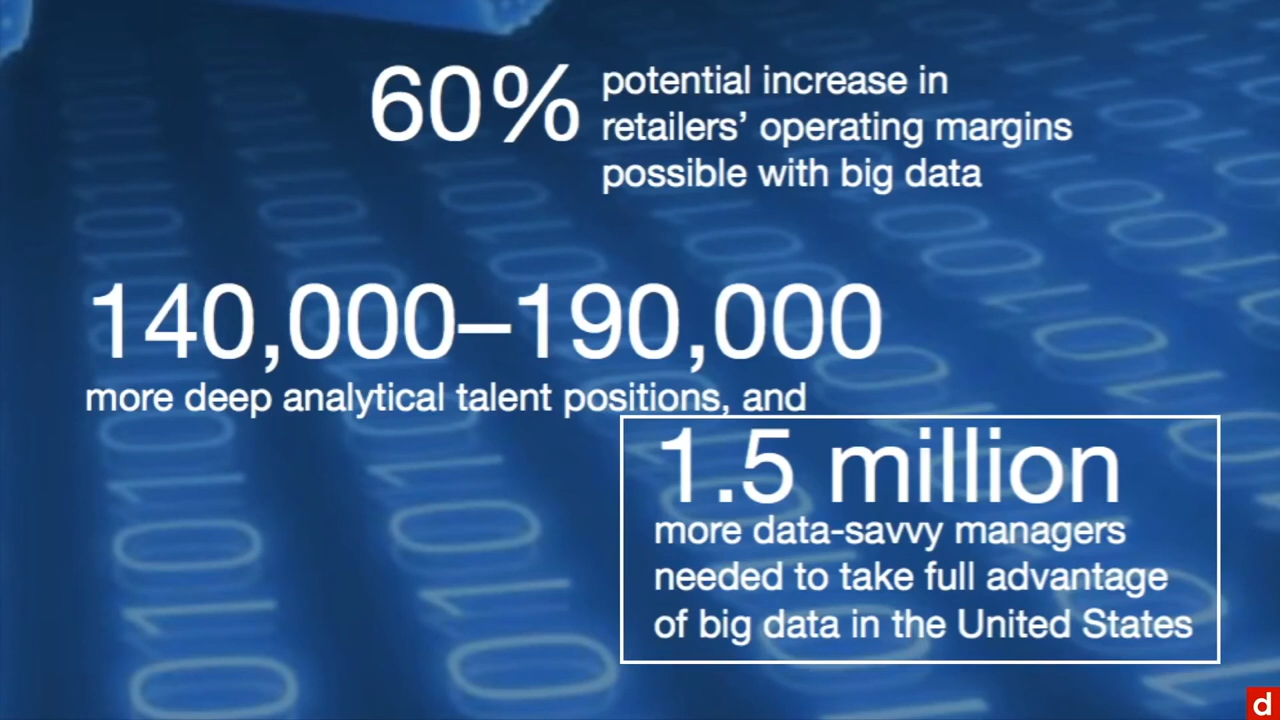 60%
potential increase in
retailers’ operating margins
possible with big data
140,000–190,000
more deep analytical talent positions, and
1.5 million
more data-savvy managers
needed to take full advantage
of big data in the United States
d